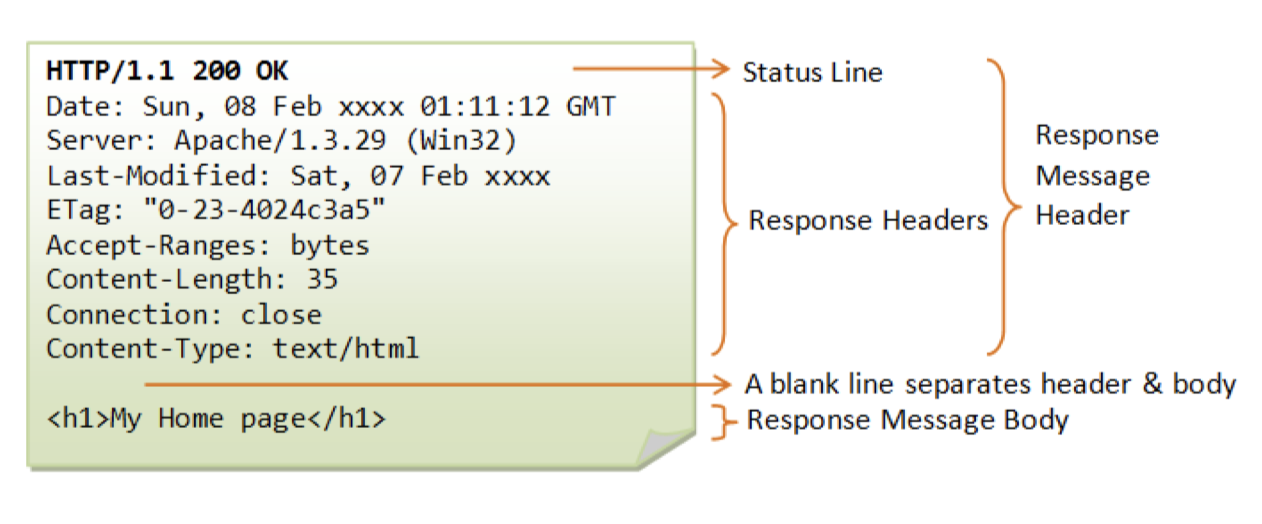 HTTP/1.1 200 OK
Date: Sun, 08 Feb xxxx 01:11:12 GMT
Server: Apache/1.3.29 (Win32)
Last-Modified: Sat, 07 Feb xxxx
ETag: "0-23-4024c3a5"
Accept-Ranges: bytes
Content-Length: 35
Connection: close
Content-Type: text/html
<h1>My Home page</h1>
Status Line
Response Headers
Response
Message
Header
A blank line separates header & body
Response Message Body